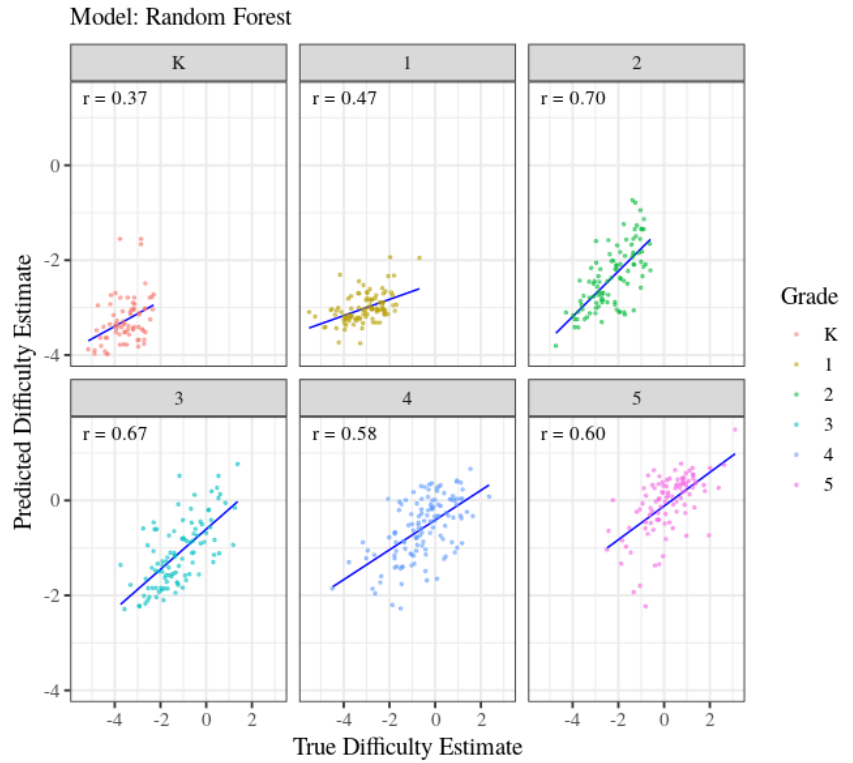 Model: Random Forest
K
1
2
r = 0.37
r = 0.47
r = 0.70
0
-2
-4
3
4
5
r = 0.67
r = 0.58
r = 0.60
0
-2
-4
-4 -2 0 2
-4 -2 0 2
-4 -2 0 2
True Difficulty Estimate
Predicted Difficulty Estimate
Grade
K
1
2
3
4
5